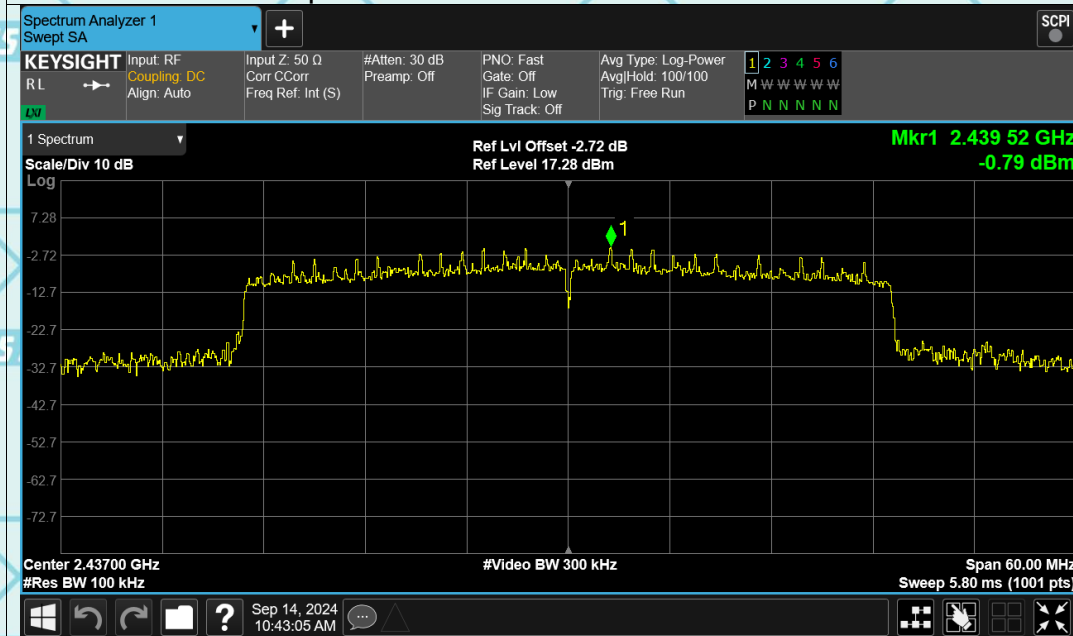 Spectrum Analyzer 1
Swept SA
+
SCPI
KEYSIGHT
R L
LXI
Input: RF
Coupling: DC
Align: Auto
Input Z: 50 Ω
Corr CCorr
Freq Ref: Int (S)
#Atten: 30 dB
Preamp: Off
PNO: Fast
Gate: Off
IF Gain: Low
Sig Track: Off
Avg Type: Log-Power
Avg|Hold: 100/100
Trig: Free Run
1 2 3 4 5 6
M W W W W W
P N N N N N
1 Spectrum
Scale/Div 10 dB
Ref Lvl Offset -2.72 dB
Ref Level 17.28 dBm
Mkr1 2.439 52 GHz
-0.79 dBm
Log
1
7.28
-2.72
-12.7
-22.7
-32.7
-42.7
-52.7
-62.7
-72.7
Center 2.43700 GHz
#Video BW 300 kHz
Span 60.00 MHz
#Res BW 100 kHz
Sweep 5.80 ms (1001 pts)
?
Sep 14, 2024
10:43:05 AM